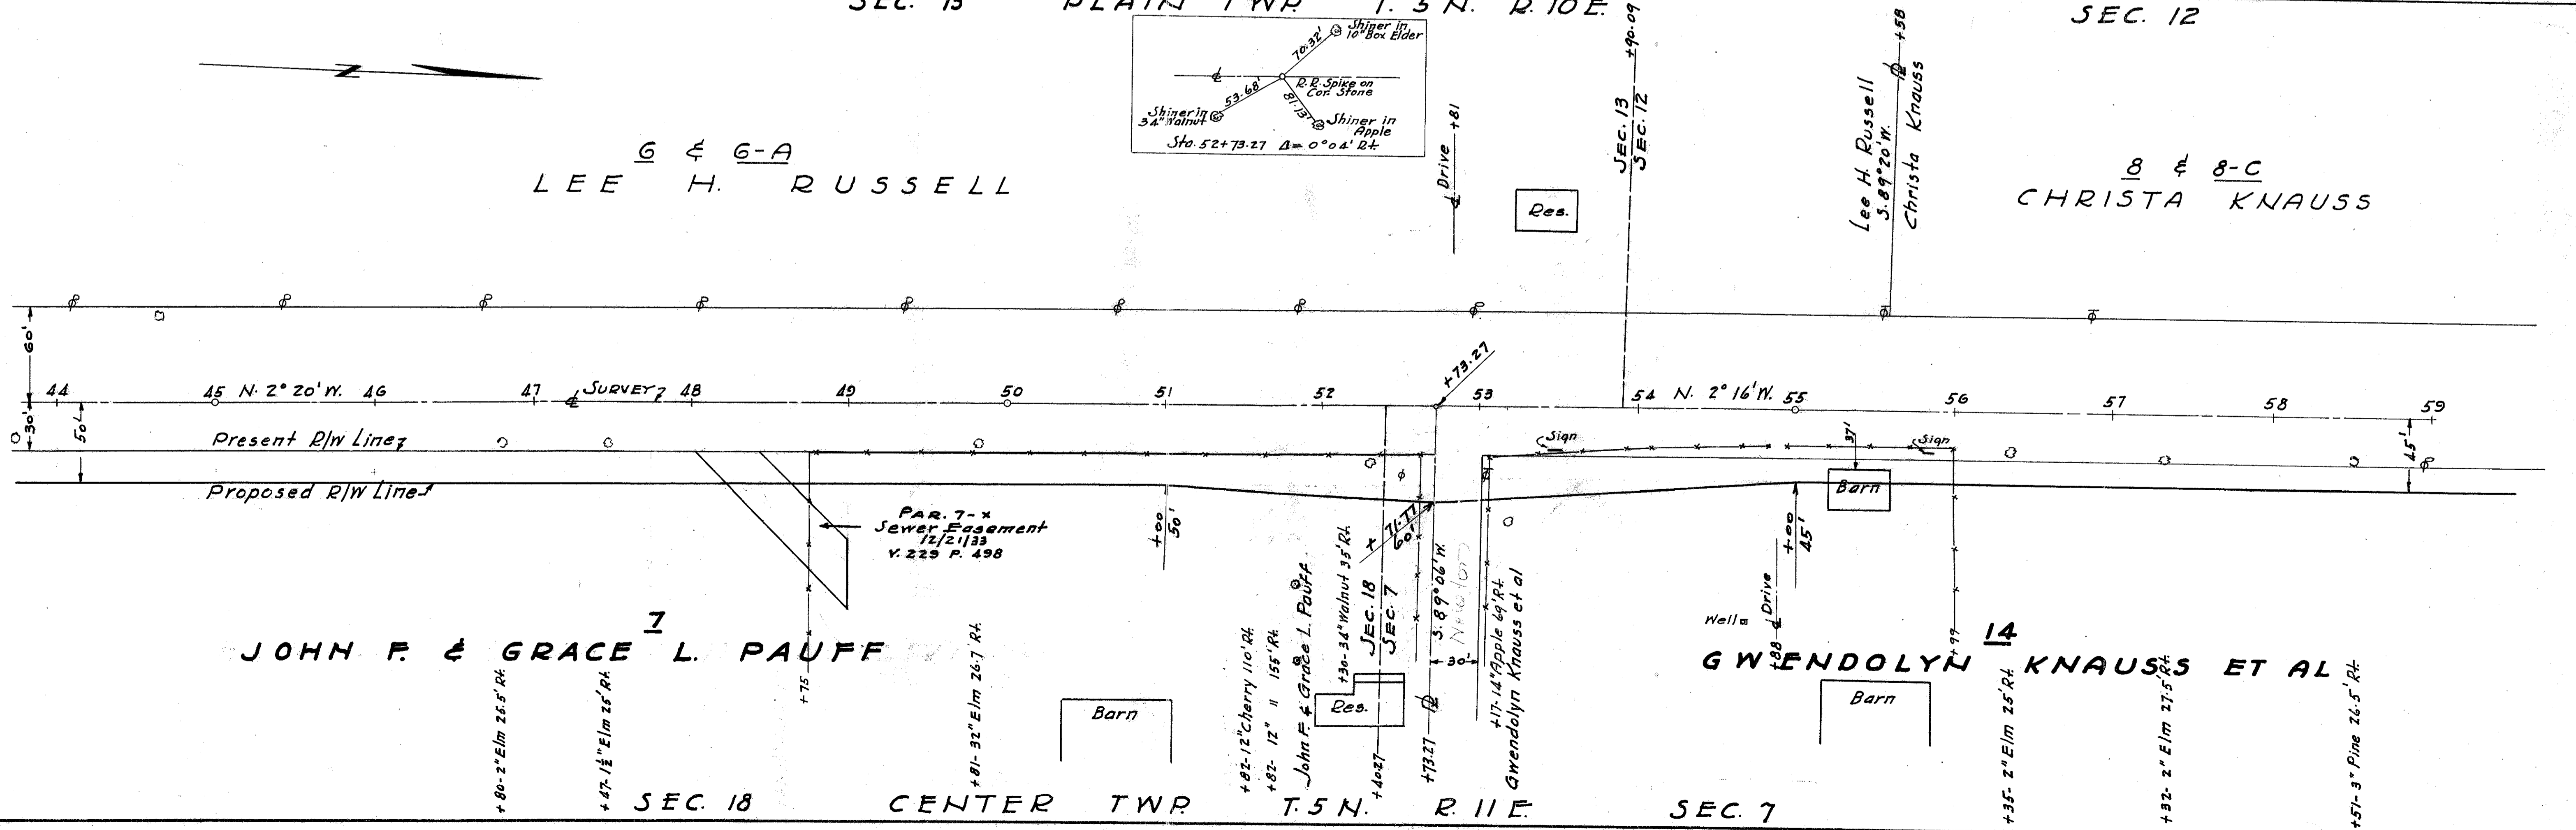 SEC. 13 PLAIN TWP. T. 5 N. R. 10 E.
SEC. 12
Shiner in
10" Box Elder
70.32'
℄
R.R. Spike on
Cor. Stone
53.68'
81.13'
Shiner in
34" Walnut
Shiner in
Apple
Sta. 52+73.27 Δ= 0°04' Rt.
6 & 6-A
LEE H. RUSSELL
℄ Drive +81
Res.
SEC. 13
SEC. 12
+90.09
Lee H. Russell
S. 89°20' W.
Christa Knauss
+58
8 & 8-C
CHRISTA KNAUSS
60'
30'
50'
44 45 N. 2° 20' W. 46 47 ℄ SURVEY 48 49 50 51 52 53 54 N. 2° 16' W. 55 56 57 58 59
+73.27
Present R/W Line
Proposed R/W Line
Sign
Sign
37'
Barn
45'
PAR. 7-X
Sewer Easement
12/21/33
V. 229 P. 498
+00
50'
71.77'
60'
+00
45'
7
JOHN F. & GRACE L. PAUFF
14
GWENDOLYN KNAUSS ET AL
+80-2" Elm 26.5' Rt.
+47-1½" Elm 25' Rt.
+75
+81-32" Elm 26.7' Rt.
Barn
+82-12" Cherry 110' Rt.
+82-12" " 155' Rt.
John F. & Grace L. Pauff
+30-34" Walnut 35' Rt.
Res.
SEC. 18
SEC. 7
+40.27
+73.27
S. 89°06' W.
30'
+17-14" Apple 69' Rt.
Gwendolyn Knauss et al
Well
+88 ℄ Drive
Barn
+99
+35-2" Elm 25' Rt.
+32-2" Elm 27.5' Rt.
+51-3" Pine 26.5' Rt.
SEC. 18 CENTER TWP. T. 5 N. R. 11 E. SEC. 7